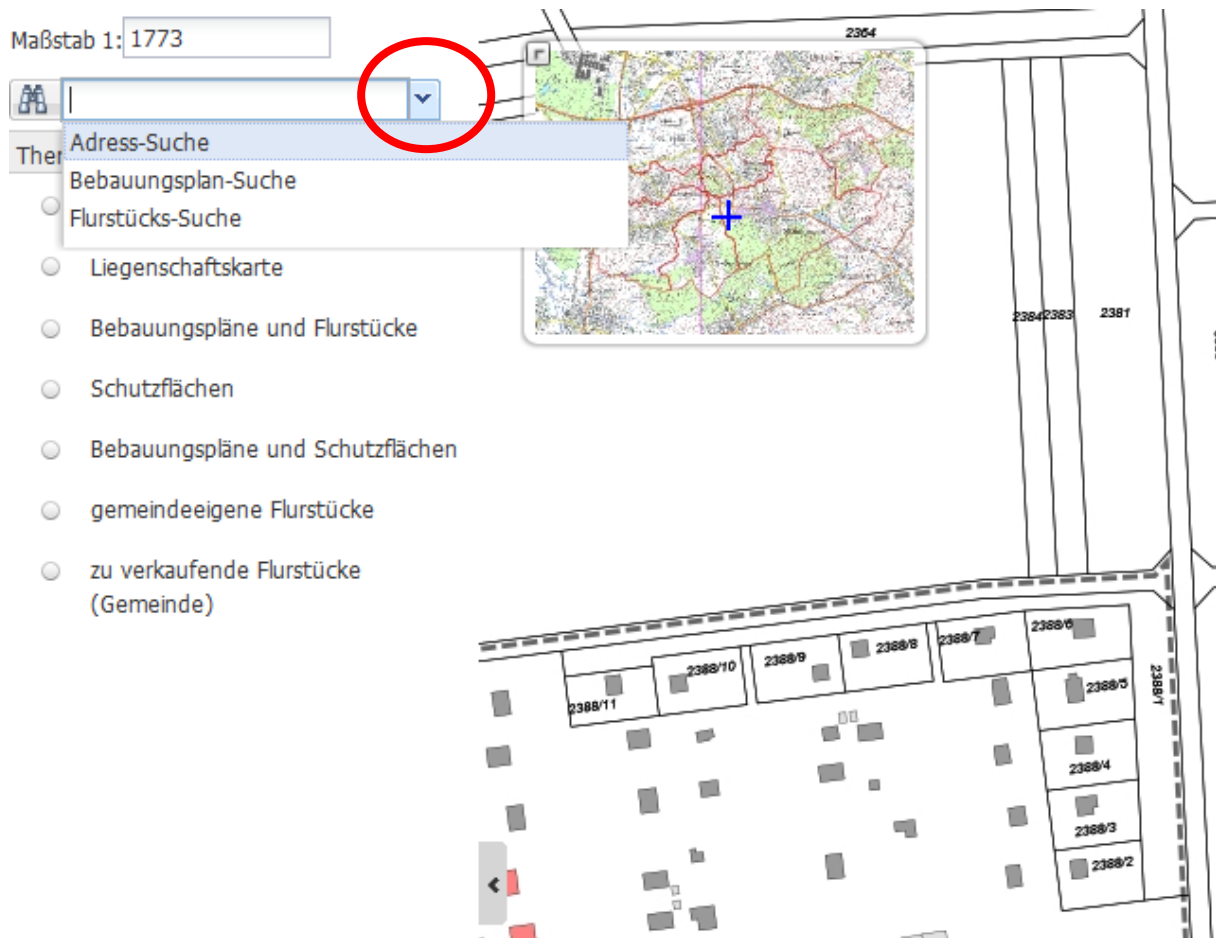 Maßstab 1: 1773
Adress-Suche
Ther
Bebauungsplan-Suche
Flurstücks-Suche
Liegenschaftskarte
Bebauungspläne und Flurstücke
Schutzflächen
Bebauungspläne und Schutzflächen
gemeindeeigene Flurstücke
zu verkaufende Flurstücke
(Gemeinde)
2364
2384
2383
2381
2388/6
2388/7
2388/8
2388/9
2388/10
2388/11
2388/5
2388/1
2388/4
2388/3
2388/2